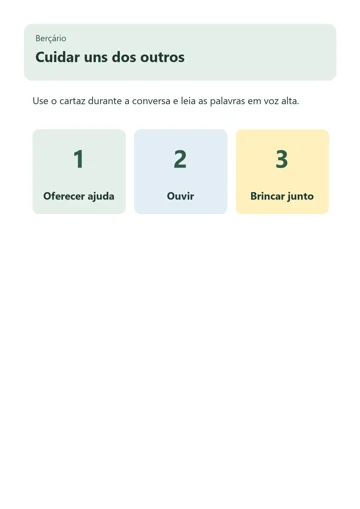 Berçário
Cuidar uns dos outros
Use o cartaz durante a conversa e leia as palavras em voz alta.
1
2
3
Oferecer ajuda
Ouvir
Brincar junto